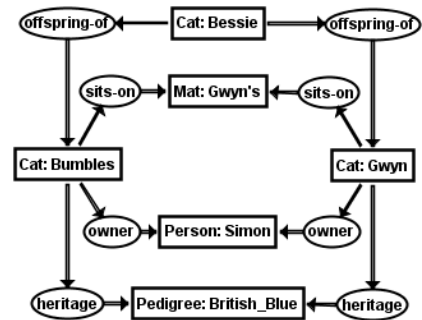 offspring-of
Cat: Bessie
offspring-of
sits-on
Mat: Gwyn's
sits-on
Cat: Bumbles
Cat: Gwyn
owner
Person: Simon
owner
heritage
Pedigree: British_Blue
heritage